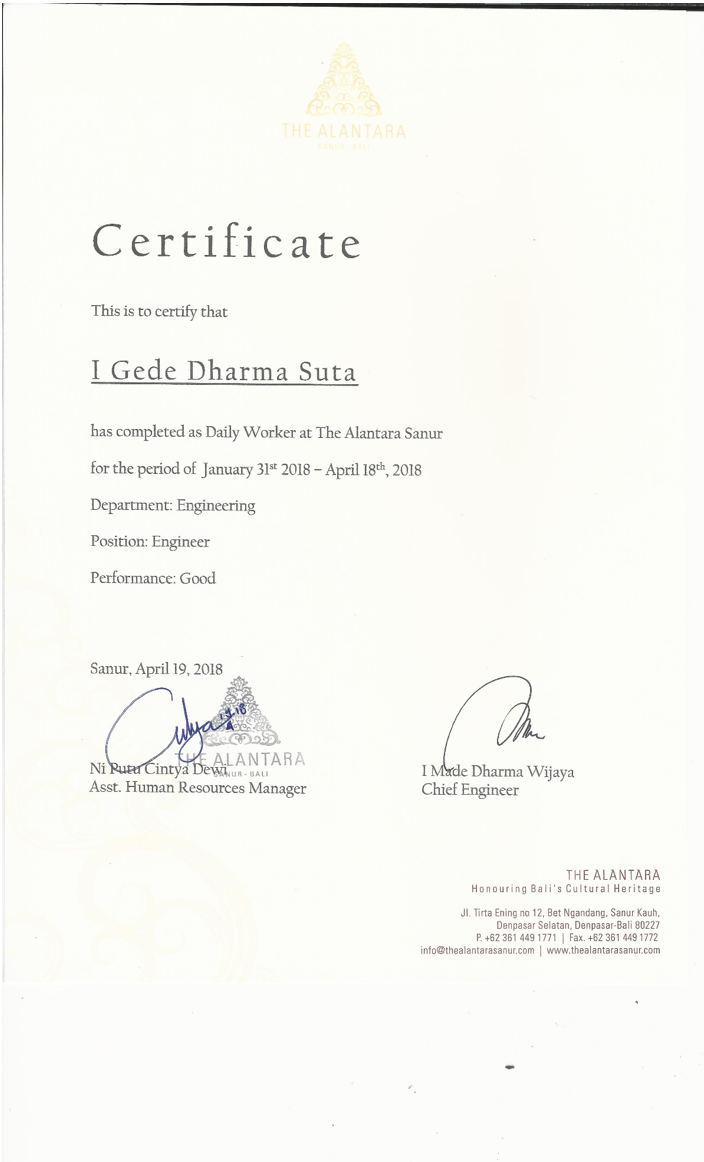 THE ALANTARA
SANUR - BALI
Certificate
This is to certify that
I Gede Dharma Suta
has completed as Daily Worker at The Alantara Sanur
for the period of January 31st 2018 – April 18th, 2018
Department: Engineering
Position: Engineer
Performance: Good
Sanur, April 19, 2018
THE ALANTARA
SANUR - BALI
Ni Putu Cintya Dewi
Asst. Human Resources Manager
I Made Dharma Wijaya
Chief Engineer
THE ALANTARA
Honouring Bali's Cultural Heritage
Jl. Tirta Ening no 12, Bet Ngandang, Sanur Kauh,
Denpasar Selatan, Denpasar-Bali 80227
P. +62 361 449 1771 | Fax. +62 361 449 1772
info@thealantarasanur.com | www.thealantarasanur.com